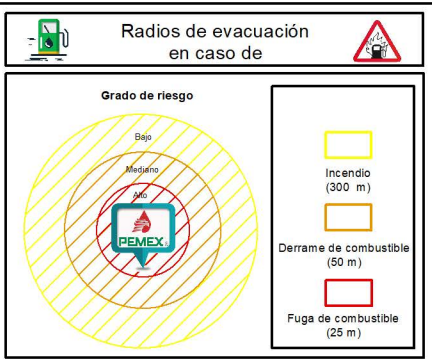 Radios de evacuación
en caso de
Grado de riesgo
Bajo
Mediano
Alto
PEMEX
Incendio
(300 m)
Derrame de combustible
(50 m)
Fuga de combustible
(25 m)